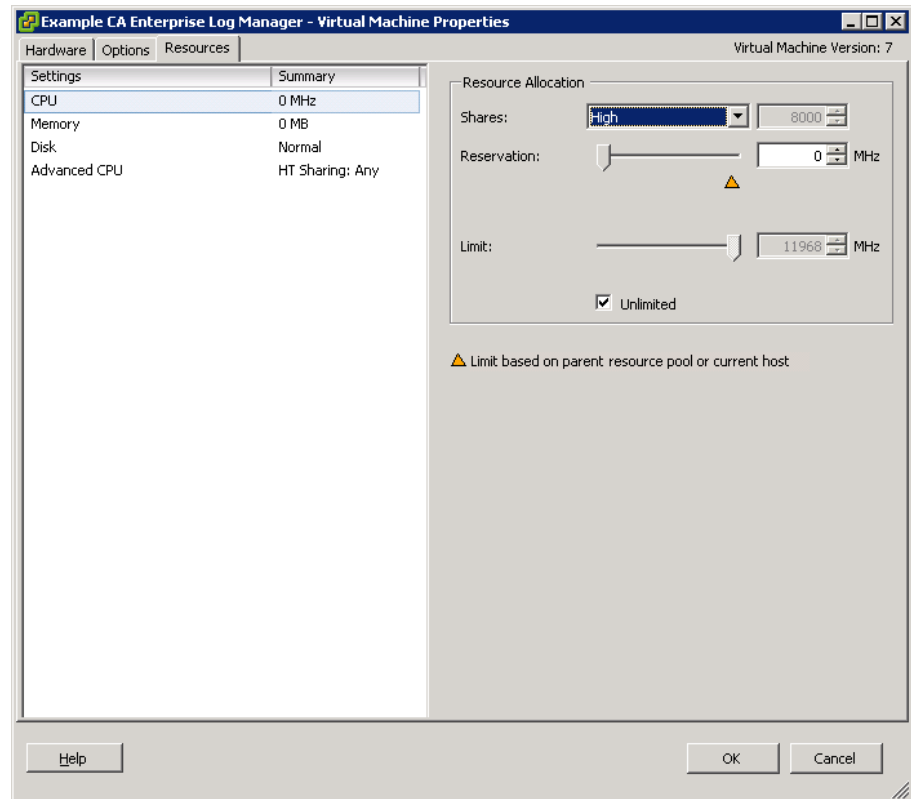 Example CA Enterprise Log Manager - Virtual Machine Properties
Hardware Options Resources Virtual Machine Version: 7
Settings Summary
CPU 0 MHz
Memory 0 MB
Disk Normal
Advanced CPU HT Sharing: Any
Resource Allocation
Shares: High 8000
Reservation: 0 MHz
Limit: 11968 MHz
Unlimited
Limit based on parent resource pool or current host
Help OK Cancel